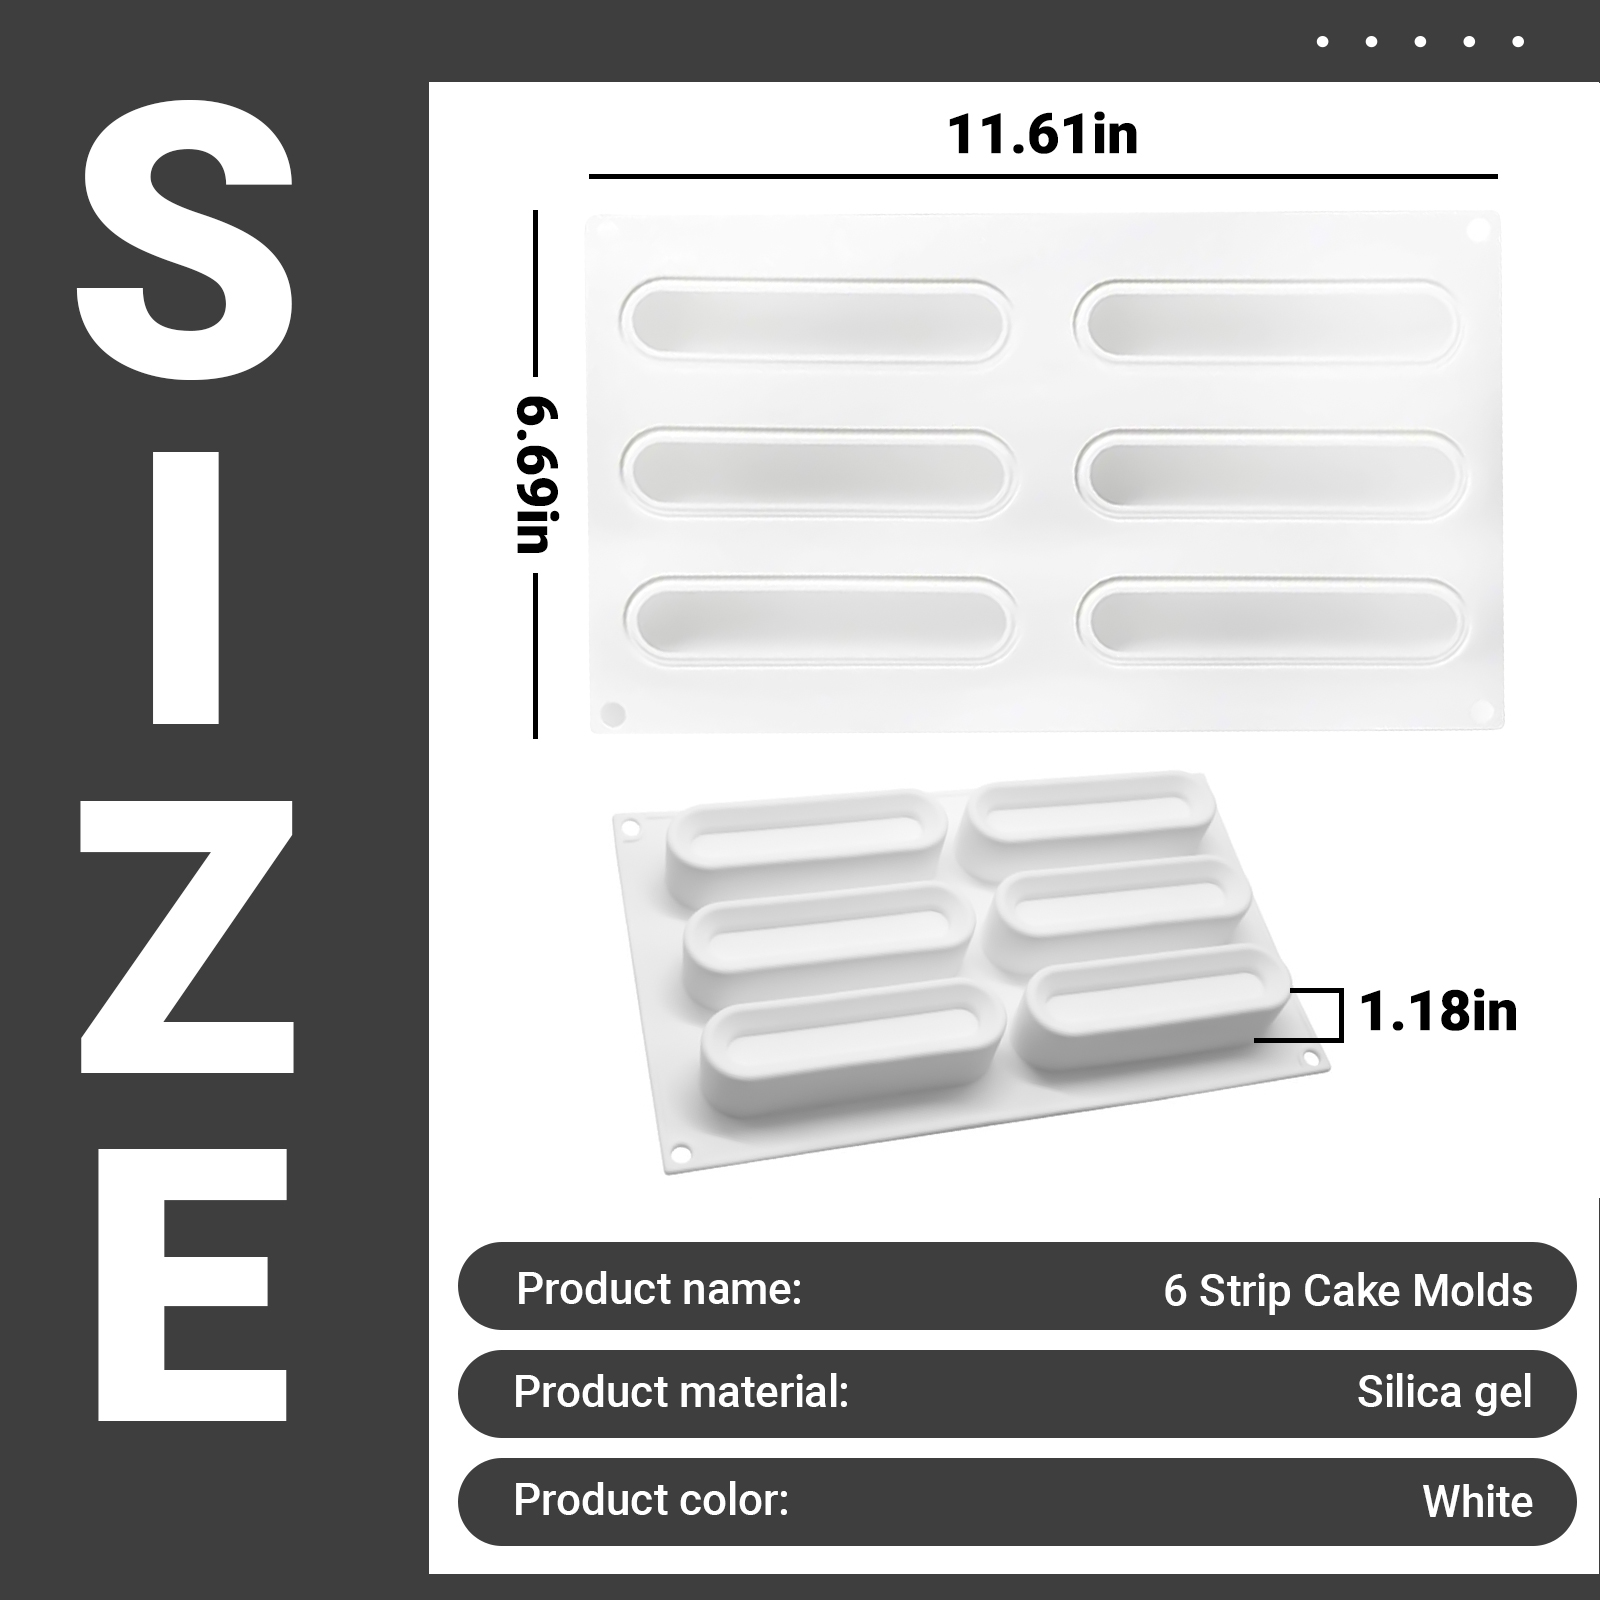 SIZE
11.61in
6.69in
1.18in
Product name: 6 Strip Cake Molds
Product material: Silica gel
Product color: White